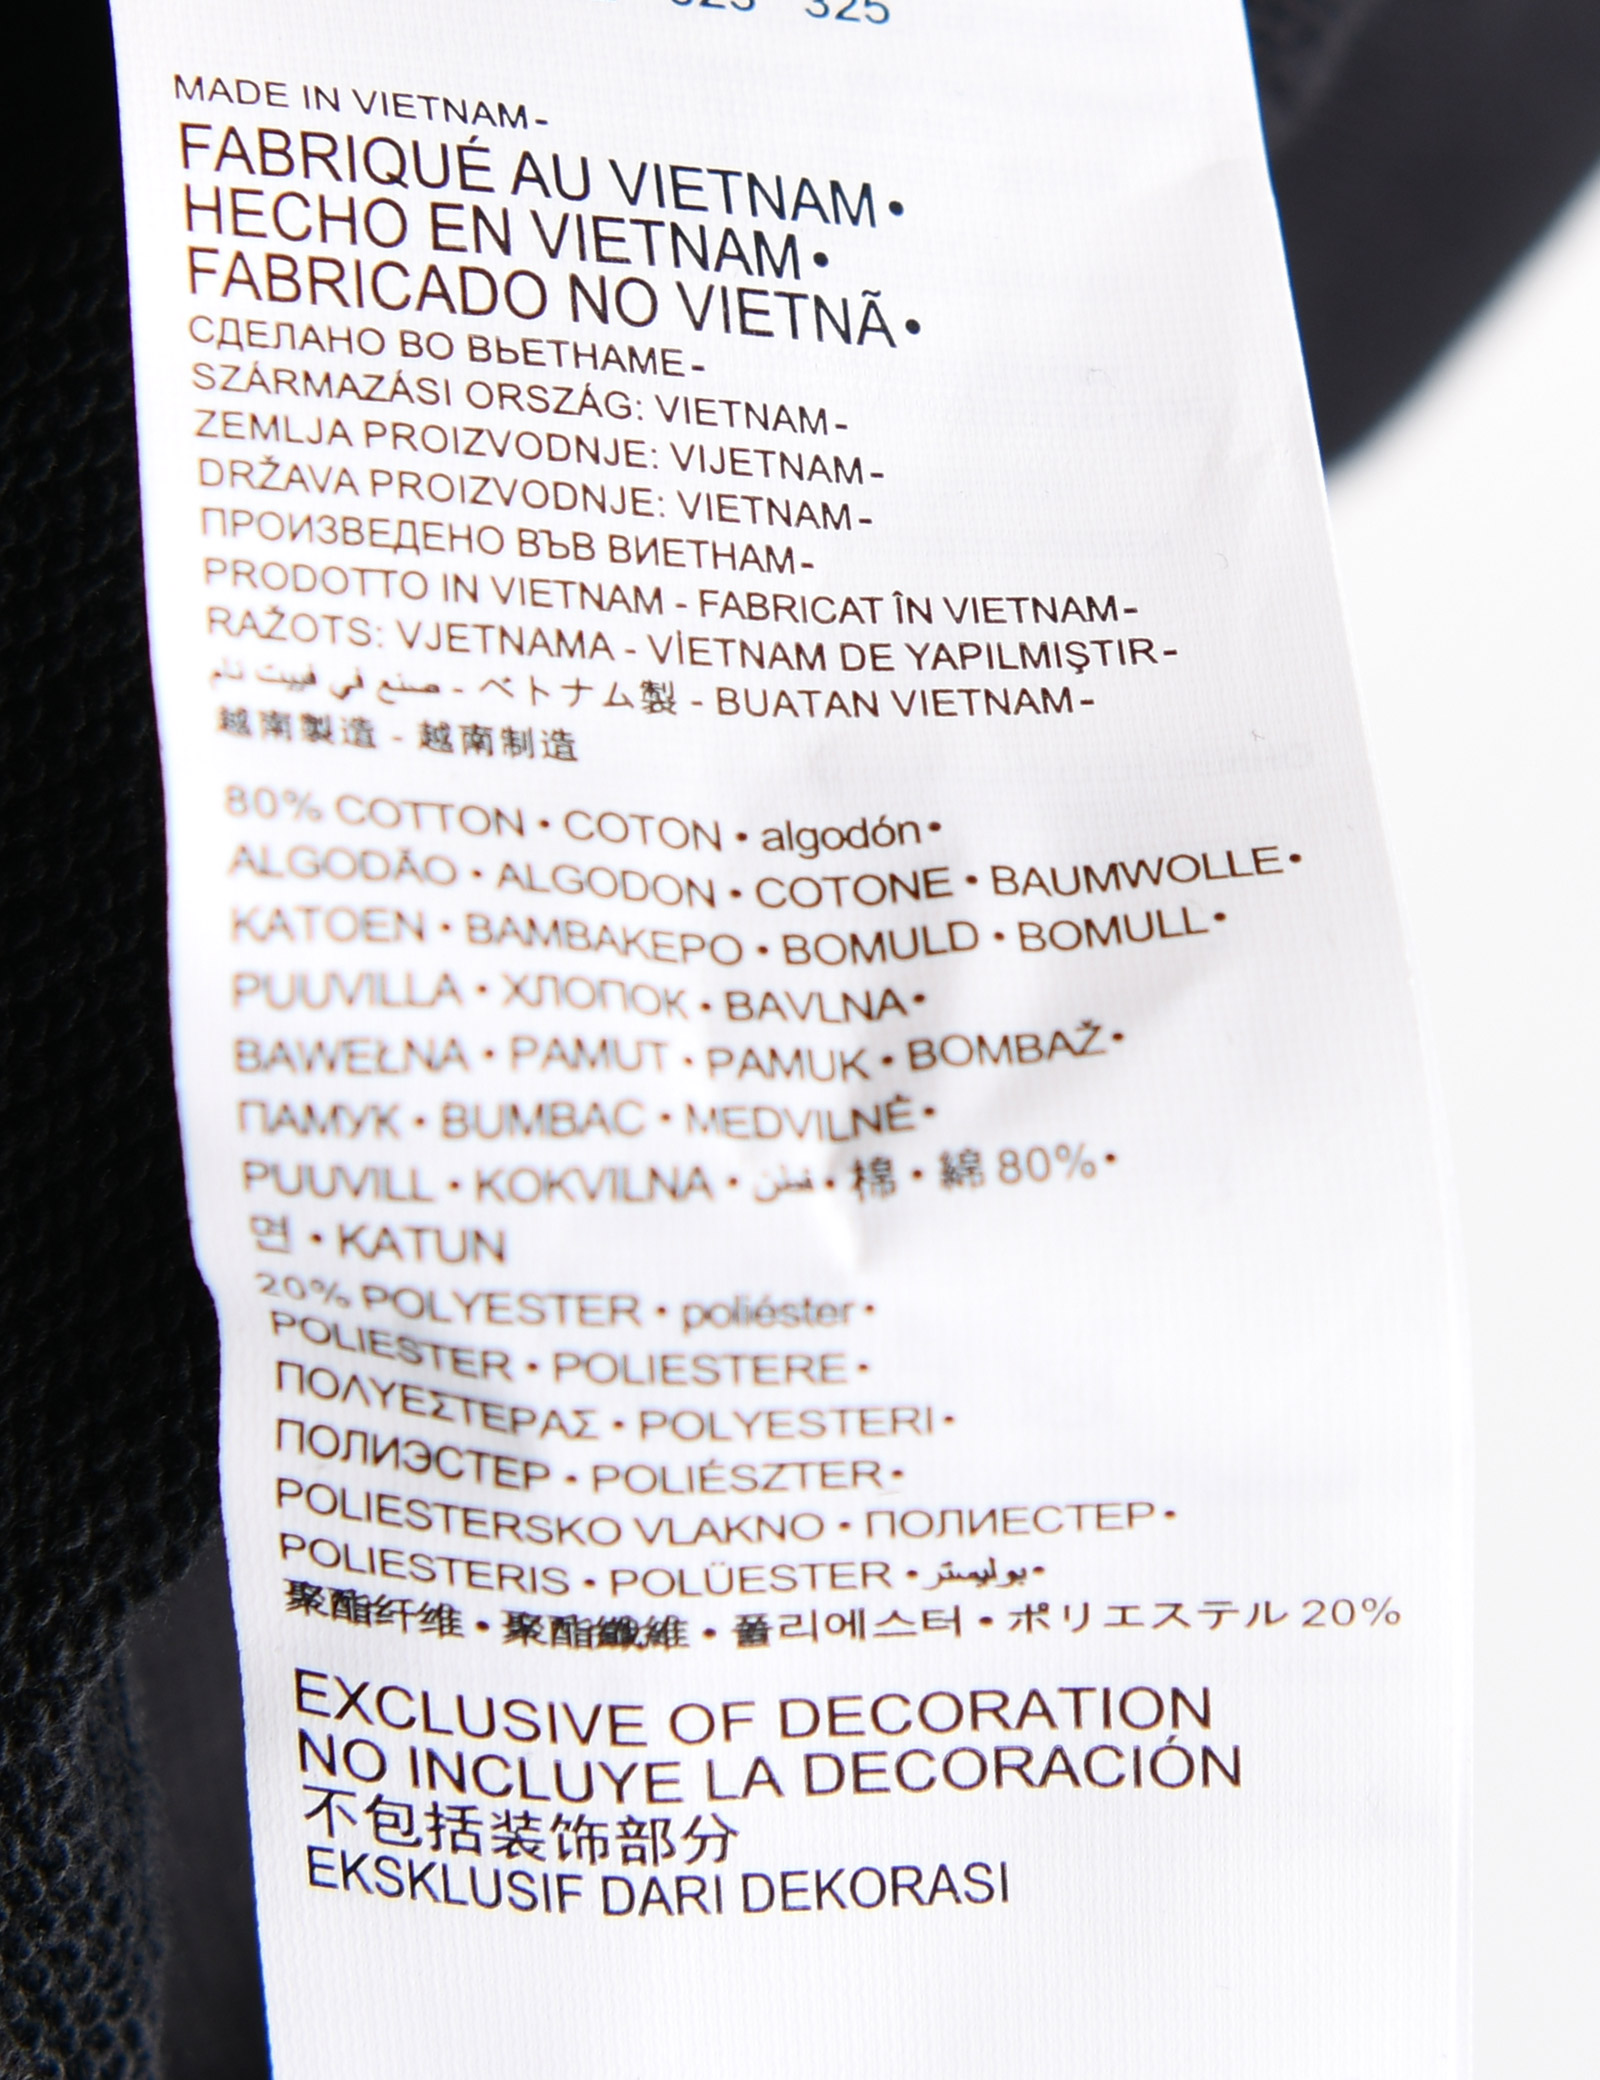 325
MADE IN VIETNAM-
FABRIQUÉ AU VIETNAM•
HECHO EN VIETNAM•
FABRICADO NO VIETNÃ•
СДЕЛАНО ВО ВЬЕТНАМЕ-
SZÁRMAZÁSI ORSZÁG: VIETNAM-
ZEMLJA PROIZVODNJE: VIJETNAM-
DRŽAVA PROIZVODNJE: VIETNAM-
ПРОИЗВЕДЕНО ВЪВ ВИЕТНАМ-
PRODOTTO IN VIETNAM - FABRICAT ÎN VIETNAM-
RAŽOTS: VJETNAMA - VİETNAM DE YAPILMIŞTIR-
صنع في فييت نام - ベトナム製 - BUATAN VIETNAM-
越南製造 - 越南制造
80% COTTON • COTON • algodón•
ALGODÃO • ALGODON • COTONE • BAUMWOLLE•
KATOEN • ΒΑΜΒΑΚΕΡΟ • BOMULD • BOMULL•
PUUVILLA • ХЛОПОК • BAVLNA•
BAWEŁNA • PAMUT • PAMUK • BOMBAŽ•
ПАМУК • BUMBAC • MEDVILNĖ•
PUUVILL • KOKVILNA • قطن • 棉 • 綿 80%•
면 • KATUN
20% POLYESTER • poliéster•
POLIESTER • POLIESTERE•
ΠΟΛΥΕΣΤΕΡΑΣ • POLYESTERI•
ПОЛИЭСТЕР • POLIÉSZTER•
POLIESTERSKO VLAKNO • ПОЛИЕСТЕР•
POLIESTERIS • POLÜESTER • بوليستر•
聚酯纤维 • 聚酯纖維 • 폴리에스터 • ポリエステル 20%
EXCLUSIVE OF DECORATION
NO INCLUYE LA DECORACIÓN
不包括装饰部分
EKSKLUSIF DARI DEKORASI